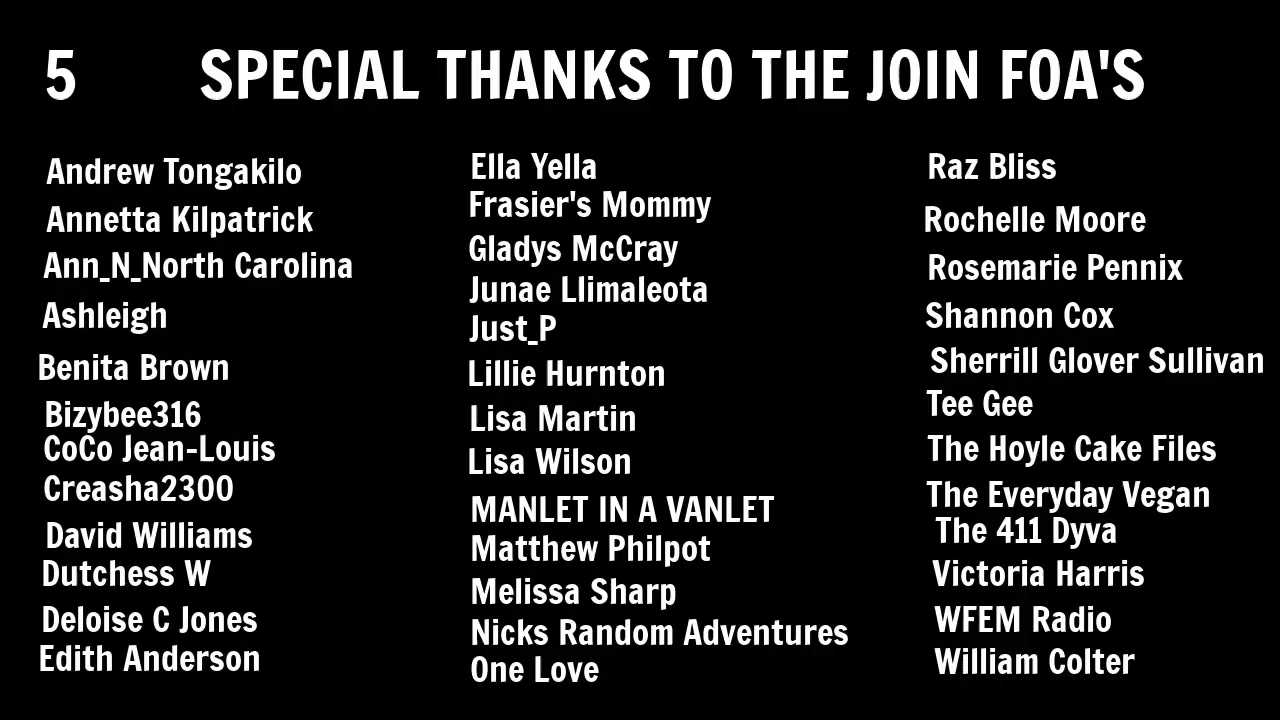 5 SPECIAL THANKS TO THE JOIN FOA'S
Andrew Tongakilo
Annetta Kilpatrick
Ann_N_North Carolina
Ashleigh
Benita Brown
Bizybee316
CoCo Jean-Louis
Creasha2300
David Williams
Dutchess W
Deloise C Jones
Edith Anderson
Ella Yella
Frasier's Mommy
Gladys McCray
Junae Llimaleota
Just_P
Lillie Hurnton
Lisa Martin
Lisa Wilson
MANLET IN A VANLET
Matthew Philpot
Melissa Sharp
Nicks Random Adventures
One Love
Raz Bliss
Rochelle Moore
Rosemarie Pennix
Shannon Cox
Sherrill Glover Sullivan
Tee Gee
The Hoyle Cake Files
The Everyday Vegan
The 411 Dyva
Victoria Harris
WFEM Radio
William Colter